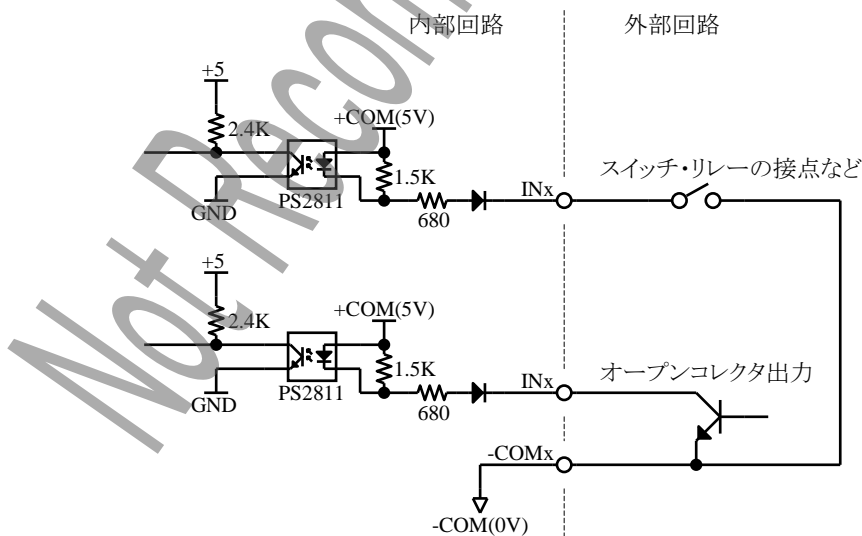 内部回路
外部回路
+5
2.4K
+COM(5V)
1.5K
GND
PS2811
680
INx
スイッチ・リレーの接点など
+5
2.4K
+COM(5V)
1.5K
GND
PS2811
680
INx
オープンコレクタ出力
-COMx
-COM(0V)
Not Recom